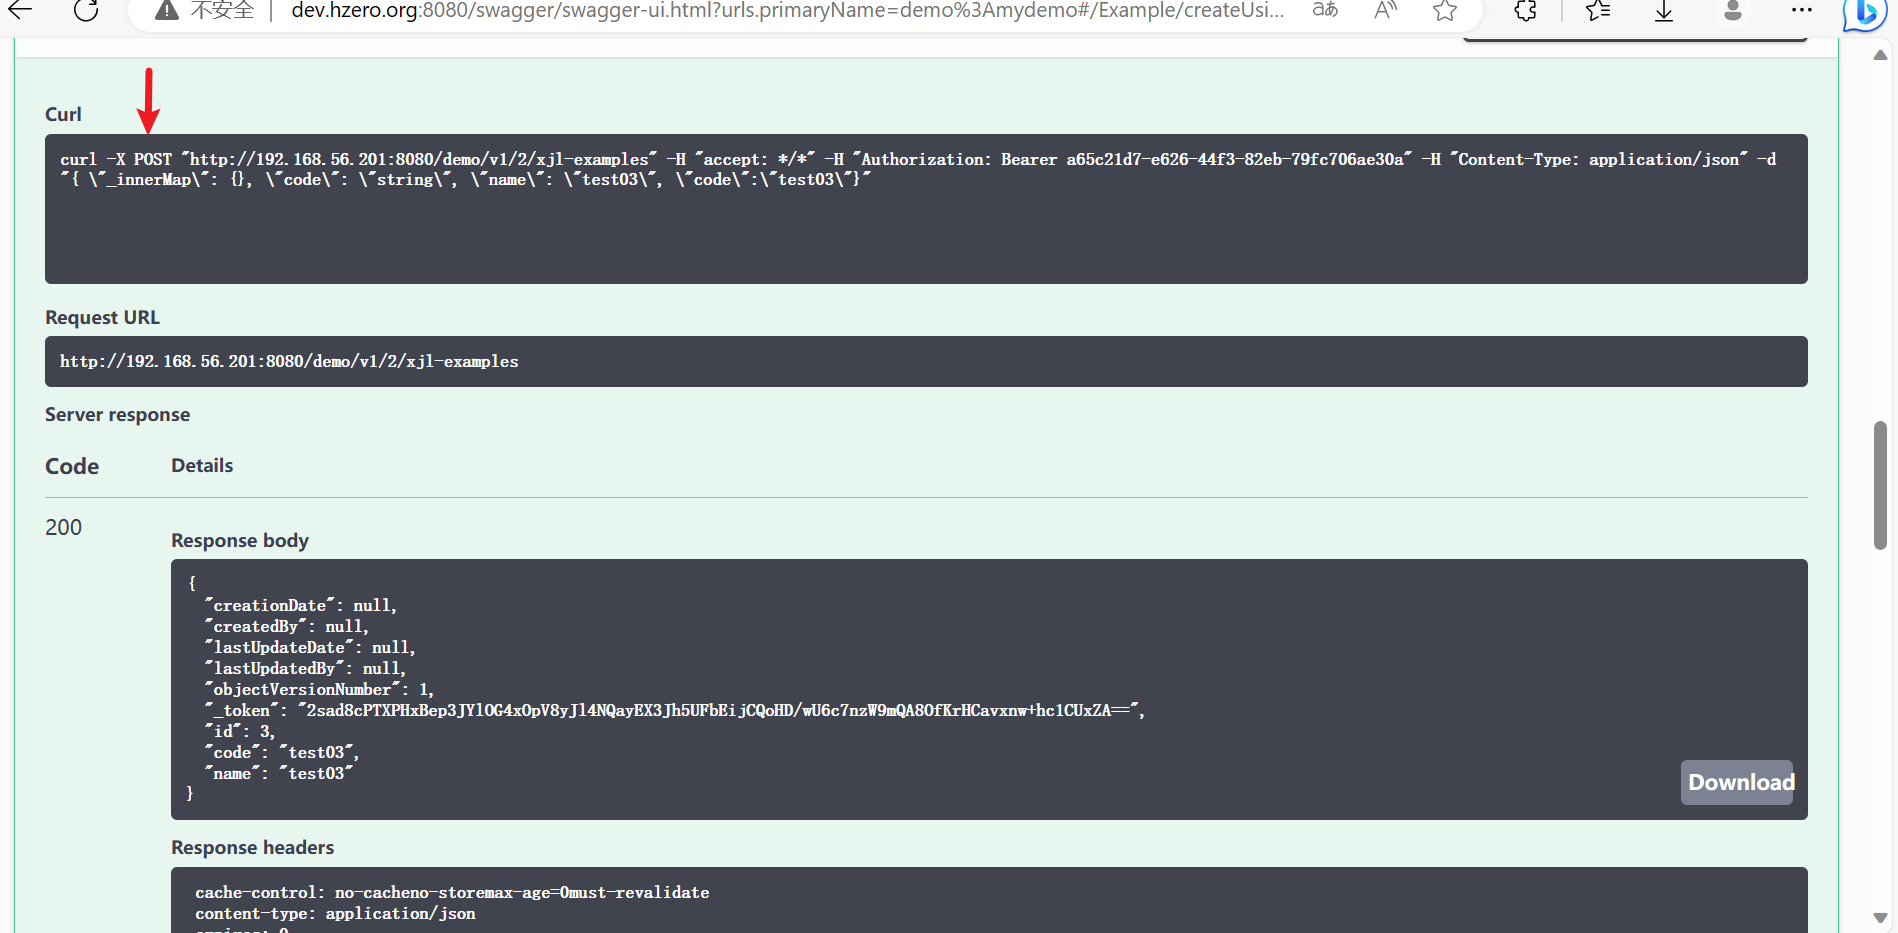 不安全 dev.hzero.org:8080/swagger/swagger-ui.html?urls.primaryName=demo%3Amydemo#/Example/createUsi...
Curl
curl -X POST "http://192.168.56.201:8080/demo/v1/2/xjl-examples" -H "accept: */*" -H "Authorization: Bearer a65c21d7-e626-44f3-82eb-79fc706ae30a" -H "Content-Type: application/json" -d
"{ \"_innerMap\": {}, \"code\": \"string\", \"name\": \"test03\", \"code\":\"test03\"}"
Request URL
http://192.168.56.201:8080/demo/v1/2/xjl-examples
Server response
Code Details
200
Response body
{
"creationDate": null,
"createdBy": null,
"lastUpdateDate": null,
"lastUpdatedBy": null,
"objectVersionNumber": 1,
"_token": "2sad8cPTXPHxBep3JYlOG4xOpV8yJl4NQayEX3Jh5UFbEijCQoHD/wU6c7nzW9mQA8OfKrHCavxnw+hc1CUxZA==",
"id": 3,
"code": "test03",
"name": "test03"
}
Download
Response headers
cache-control: no-cacheno-storemax-age=0must-revalidate
content-type: application/json
expires: 0